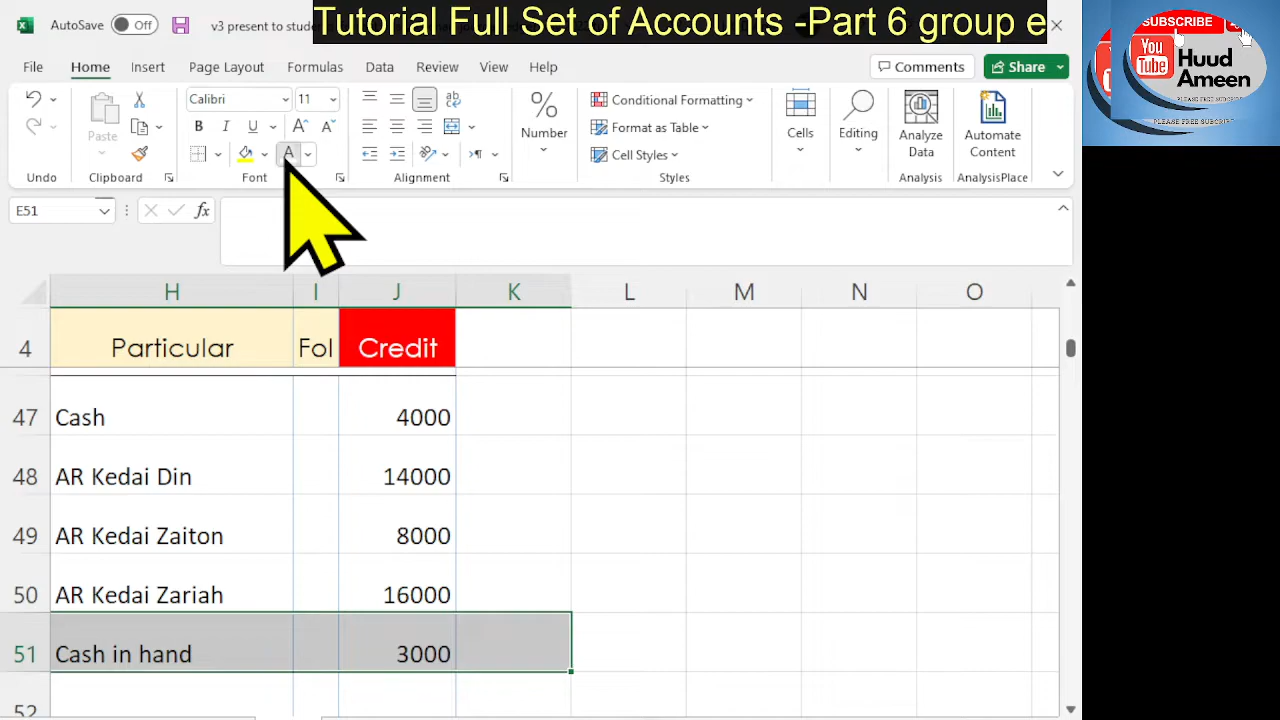 Tutorial Full Set of Accounts -Part 6 group e
AutoSave Off v3 present to stude
SUBSCRIBE
You Tube
Huud Ameen
PLEASE FREE SUBCRIPT
File Home Insert Page Layout Formulas Data Review View Help Comments Share
Calibri 11
Paste
Number
Conditional Formatting
Format as Table
Cell Styles
Cells
Editing
Analyze Data
Automate Content
Undo Clipboard Font Alignment Styles Analysis AnalysisPlace
E51 fx
H I J K L M N O
4 Particular Fol Credit
47 Cash 4000
48 AR Kedai Din 14000
49 AR Kedai Zaiton 8000
50 AR Kedai Zariah 16000
51 Cash in hand 3000
52